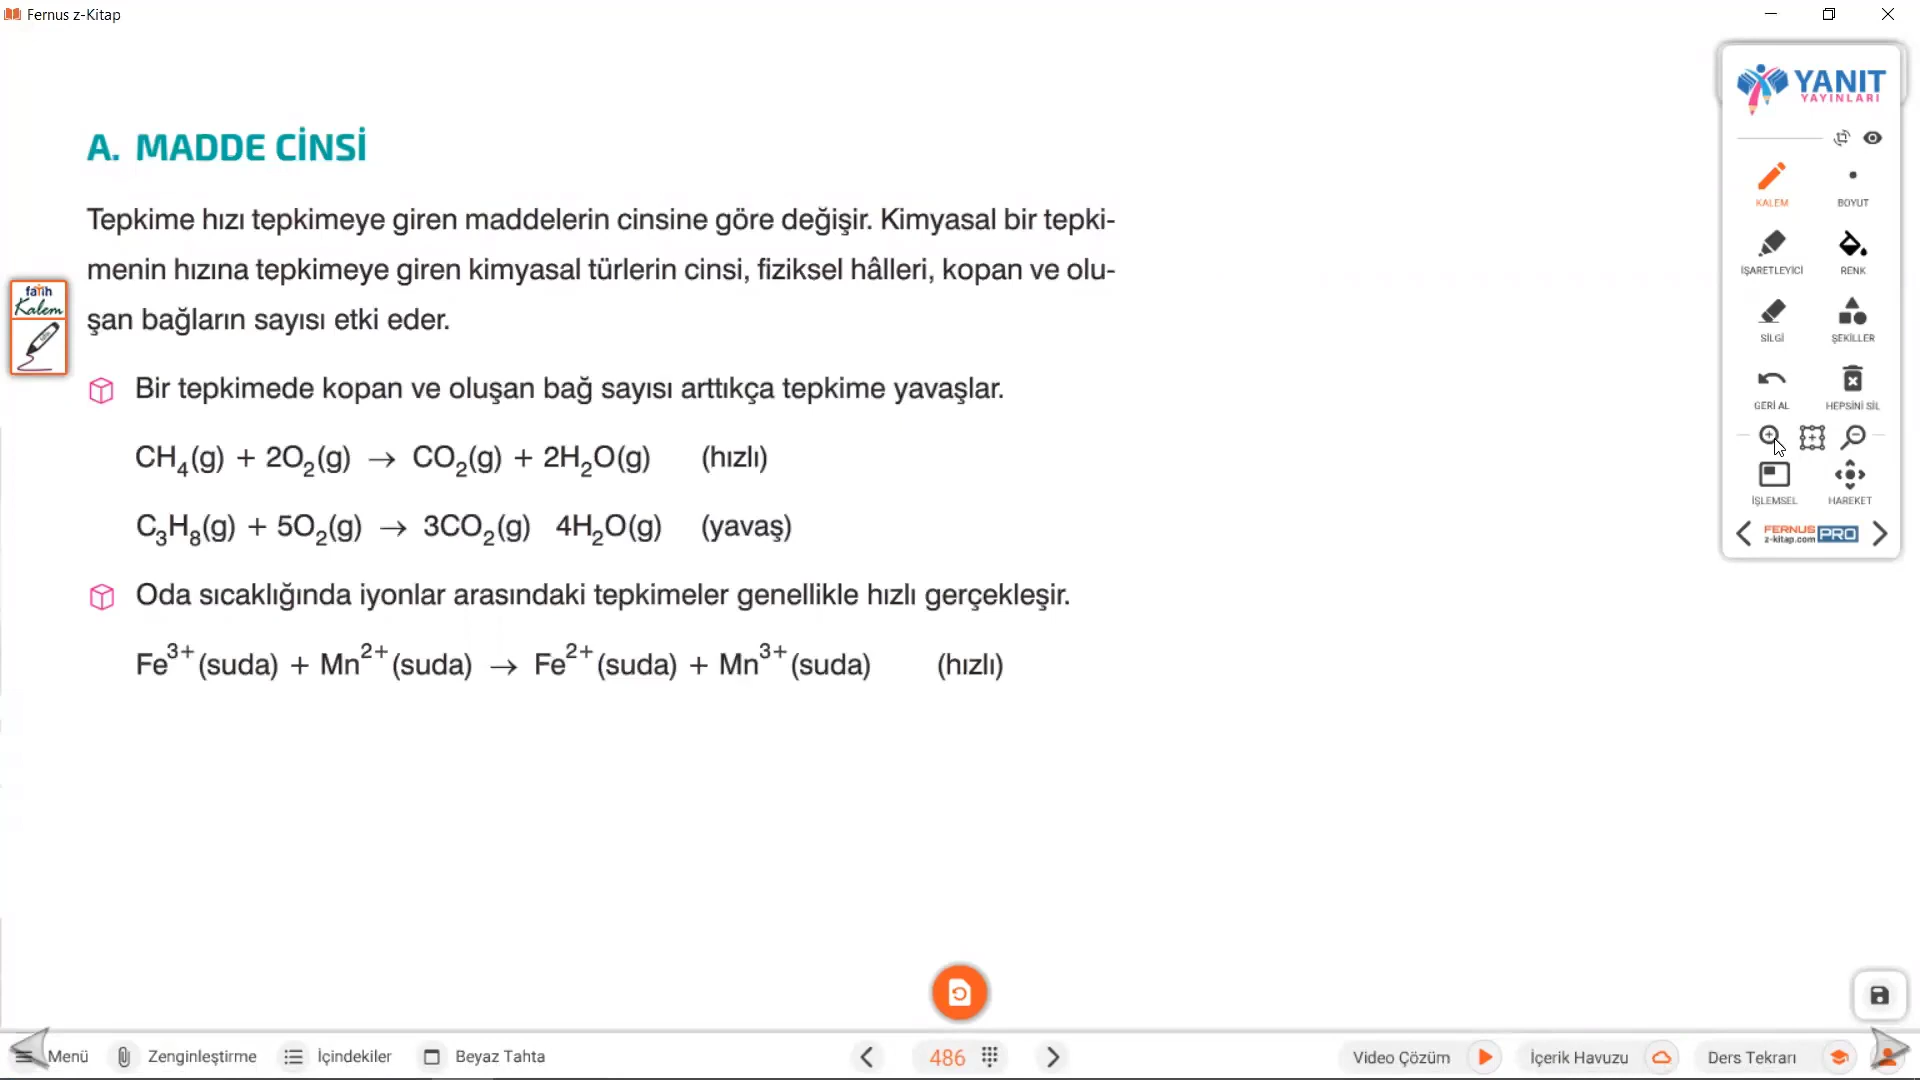 Fernus z-Kitap
YANIT
YAYINLARI
A. MADDE CİNSİ
Tepkime hızı tepkimeye giren maddelerin cinsine göre değişir. Kimyasal bir tepki-
menin hızına tepkimeye giren kimyasal türlerin cinsi, fiziksel hâlleri, kopan ve olu-
şan bağların sayısı etki eder.
Bir tepkimede kopan ve oluşan bağ sayısı arttıkça tepkime yavaşlar.
CH₄(g) + 2O₂(g) → CO₂(g) + 2H₂O(g) (hızlı)
C₃H₈(g) + 5O₂(g) → 3CO₂(g) 4H₂O(g) (yavaş)
Oda sıcaklığında iyonlar arasındaki tepkimeler genellikle hızlı gerçekleşir.
Fe³⁺(suda) + Mn²⁺(suda) → Fe²⁺(suda) + Mn³⁺(suda) (hızlı)
fatih
Kalem
KALEM BOYUT
İŞARETLEYİCİ RENK
SİLGİ ŞEKİLLER
GERİ AL HEPSİNİ SİL
İŞLEMSEL HAREKET
FERNUS PRO
z-kitap.com
Menü Zenginleştirme İçindekiler Beyaz Tahta 486 Video Çözüm İçerik Havuzu Ders Tekrarı